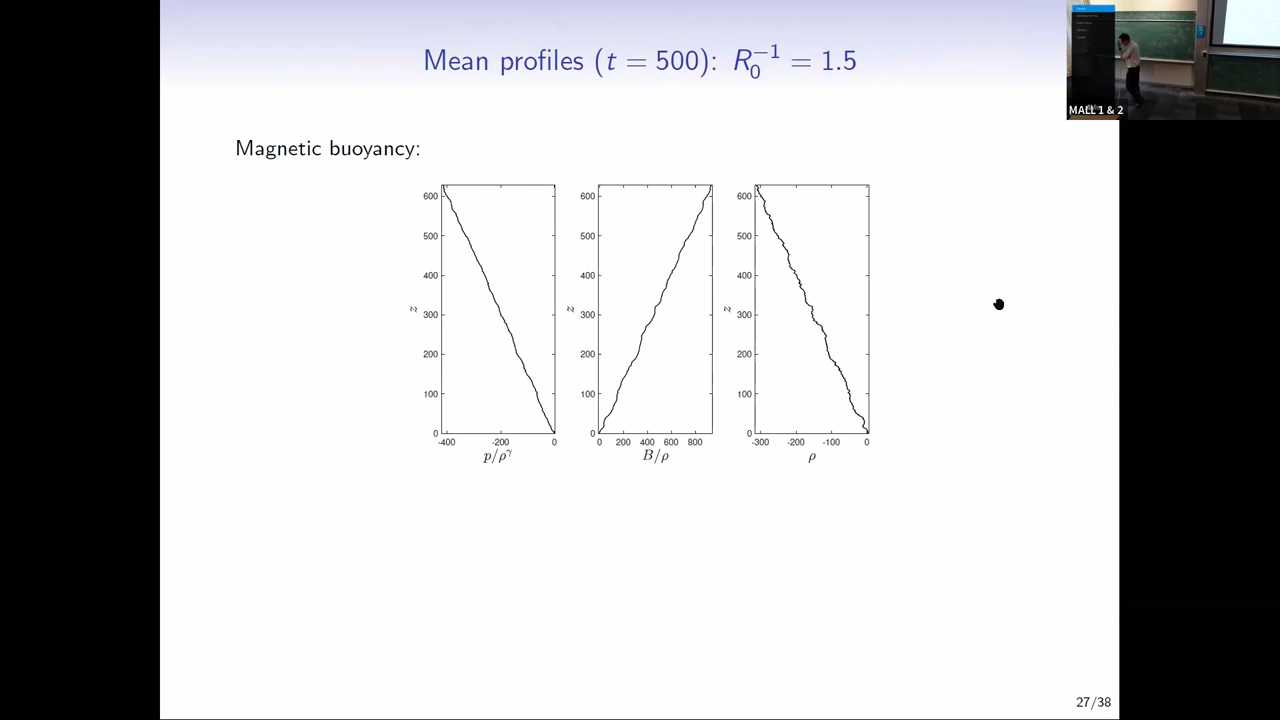 Mean profiles (t = 500): R₀⁻¹ = 1.5
MALL 1 & 2
Magnetic buoyancy:
600 600 600
500 500 500
400 400 400
z z z
300 300 300
200 200 200
100 100 100
0 0 0
-400 -200 0 0 200 400 600 800 -300 -200 -100 0
p/ρ^γ B/ρ ρ
27/38